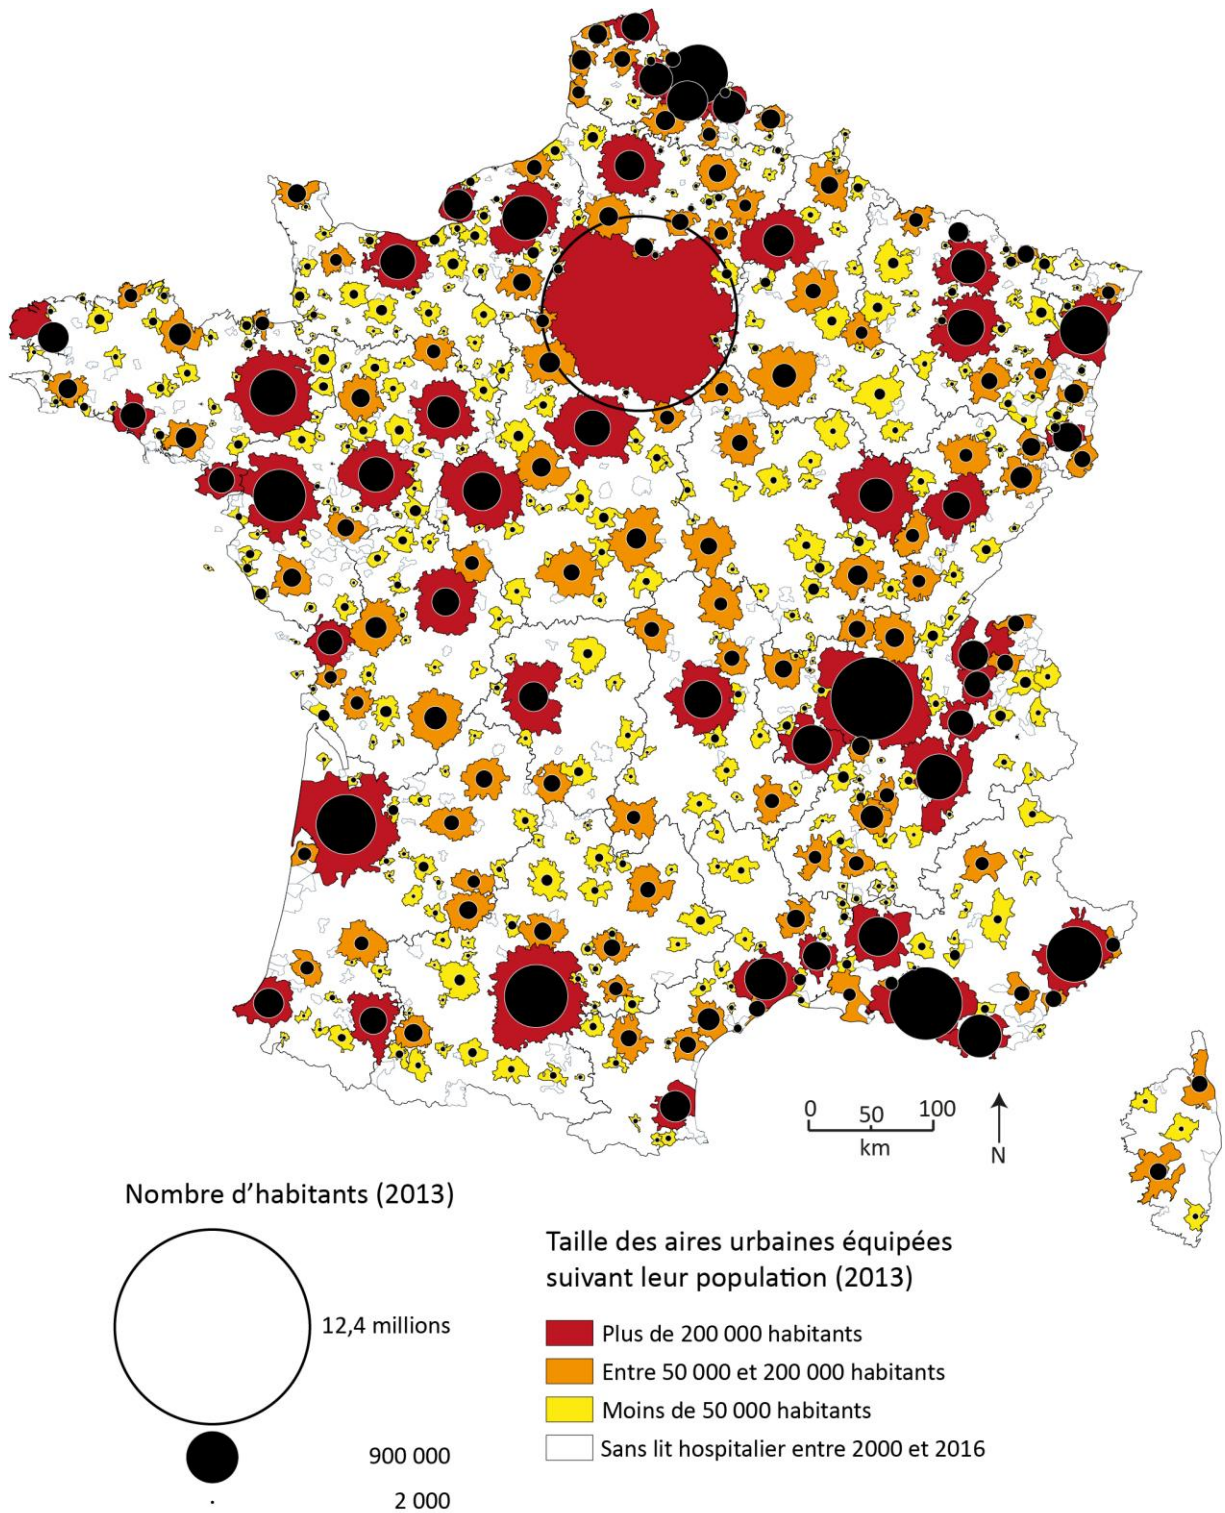 0 50 100
km
N
Nombre d’habitants (2013)
12,4 millions
900 000
2 000
Taille des aires urbaines équipées
suivant leur population (2013)
Plus de 200 000 habitants
Entre 50 000 et 200 000 habitants
Moins de 50 000 habitants
Sans lit hospitalier entre 2000 et 2016